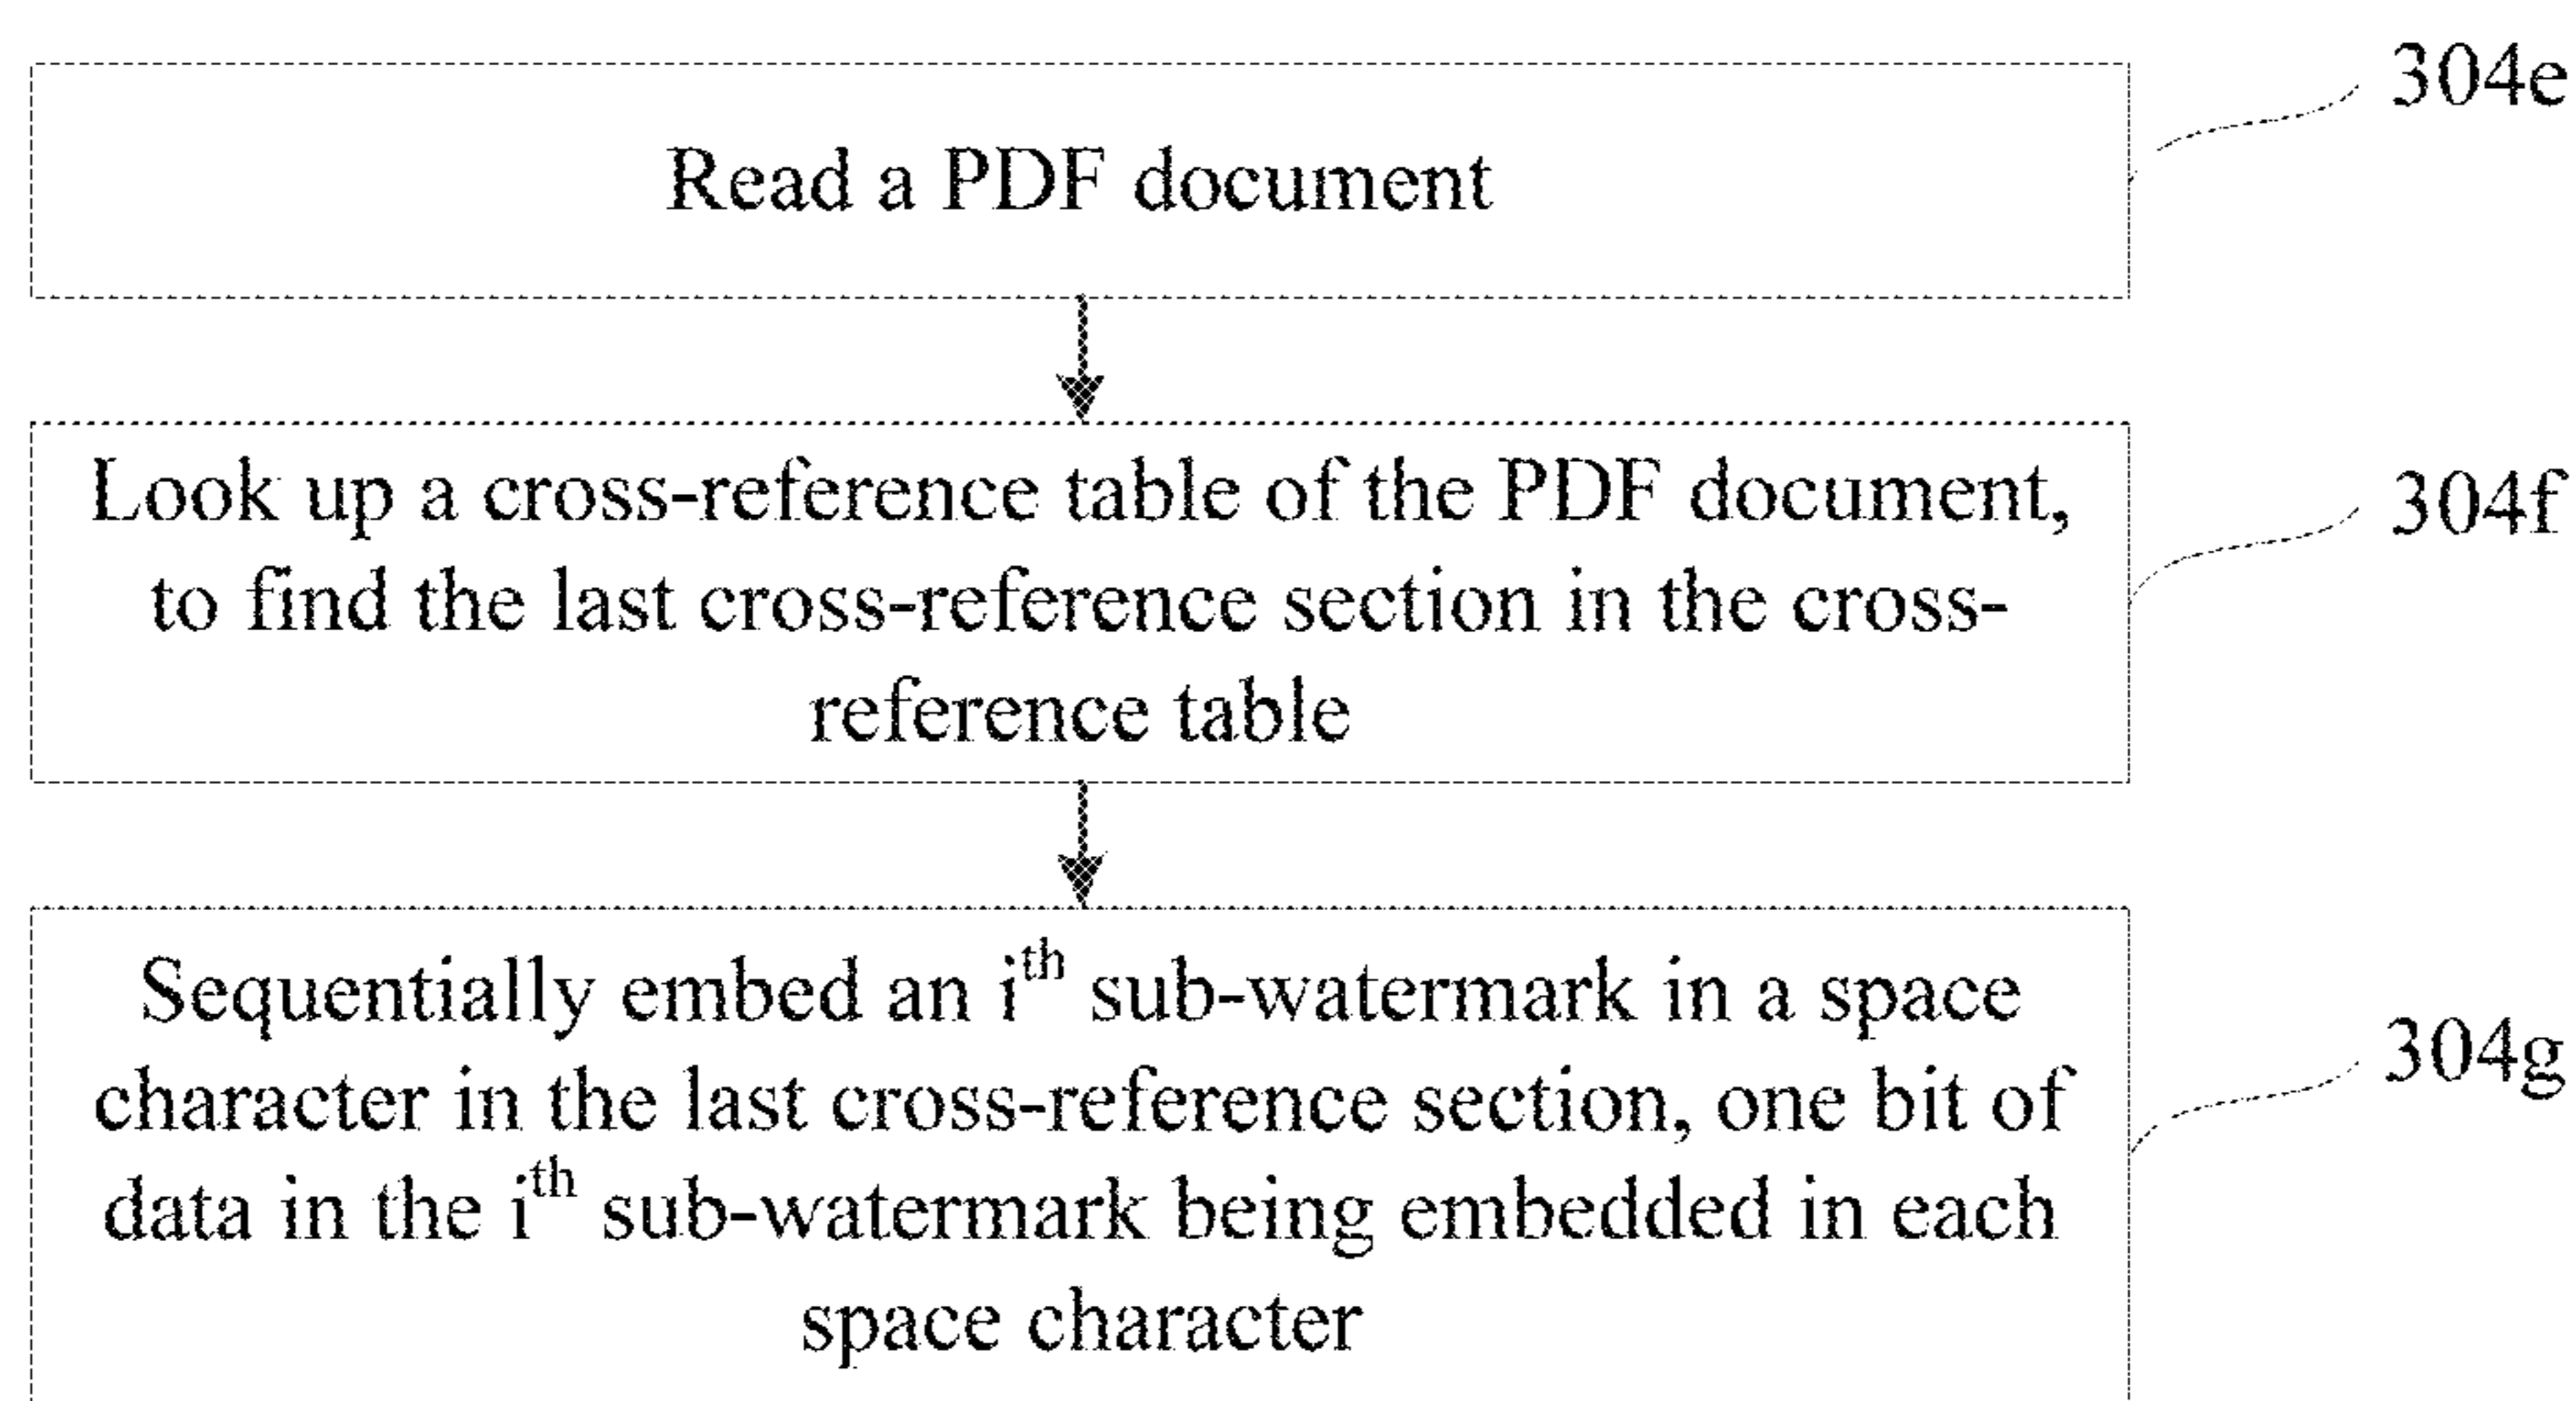 304e
Read a PDF document
Look up a cross-reference table of the PDF document,
to find the last cross-reference section in the cross-
reference table
304f
Sequentially embed an i^th sub-watermark in a space
character in the last cross-reference section, one bit of
data in the i^th sub-watermark being embedded in each
space character
304g